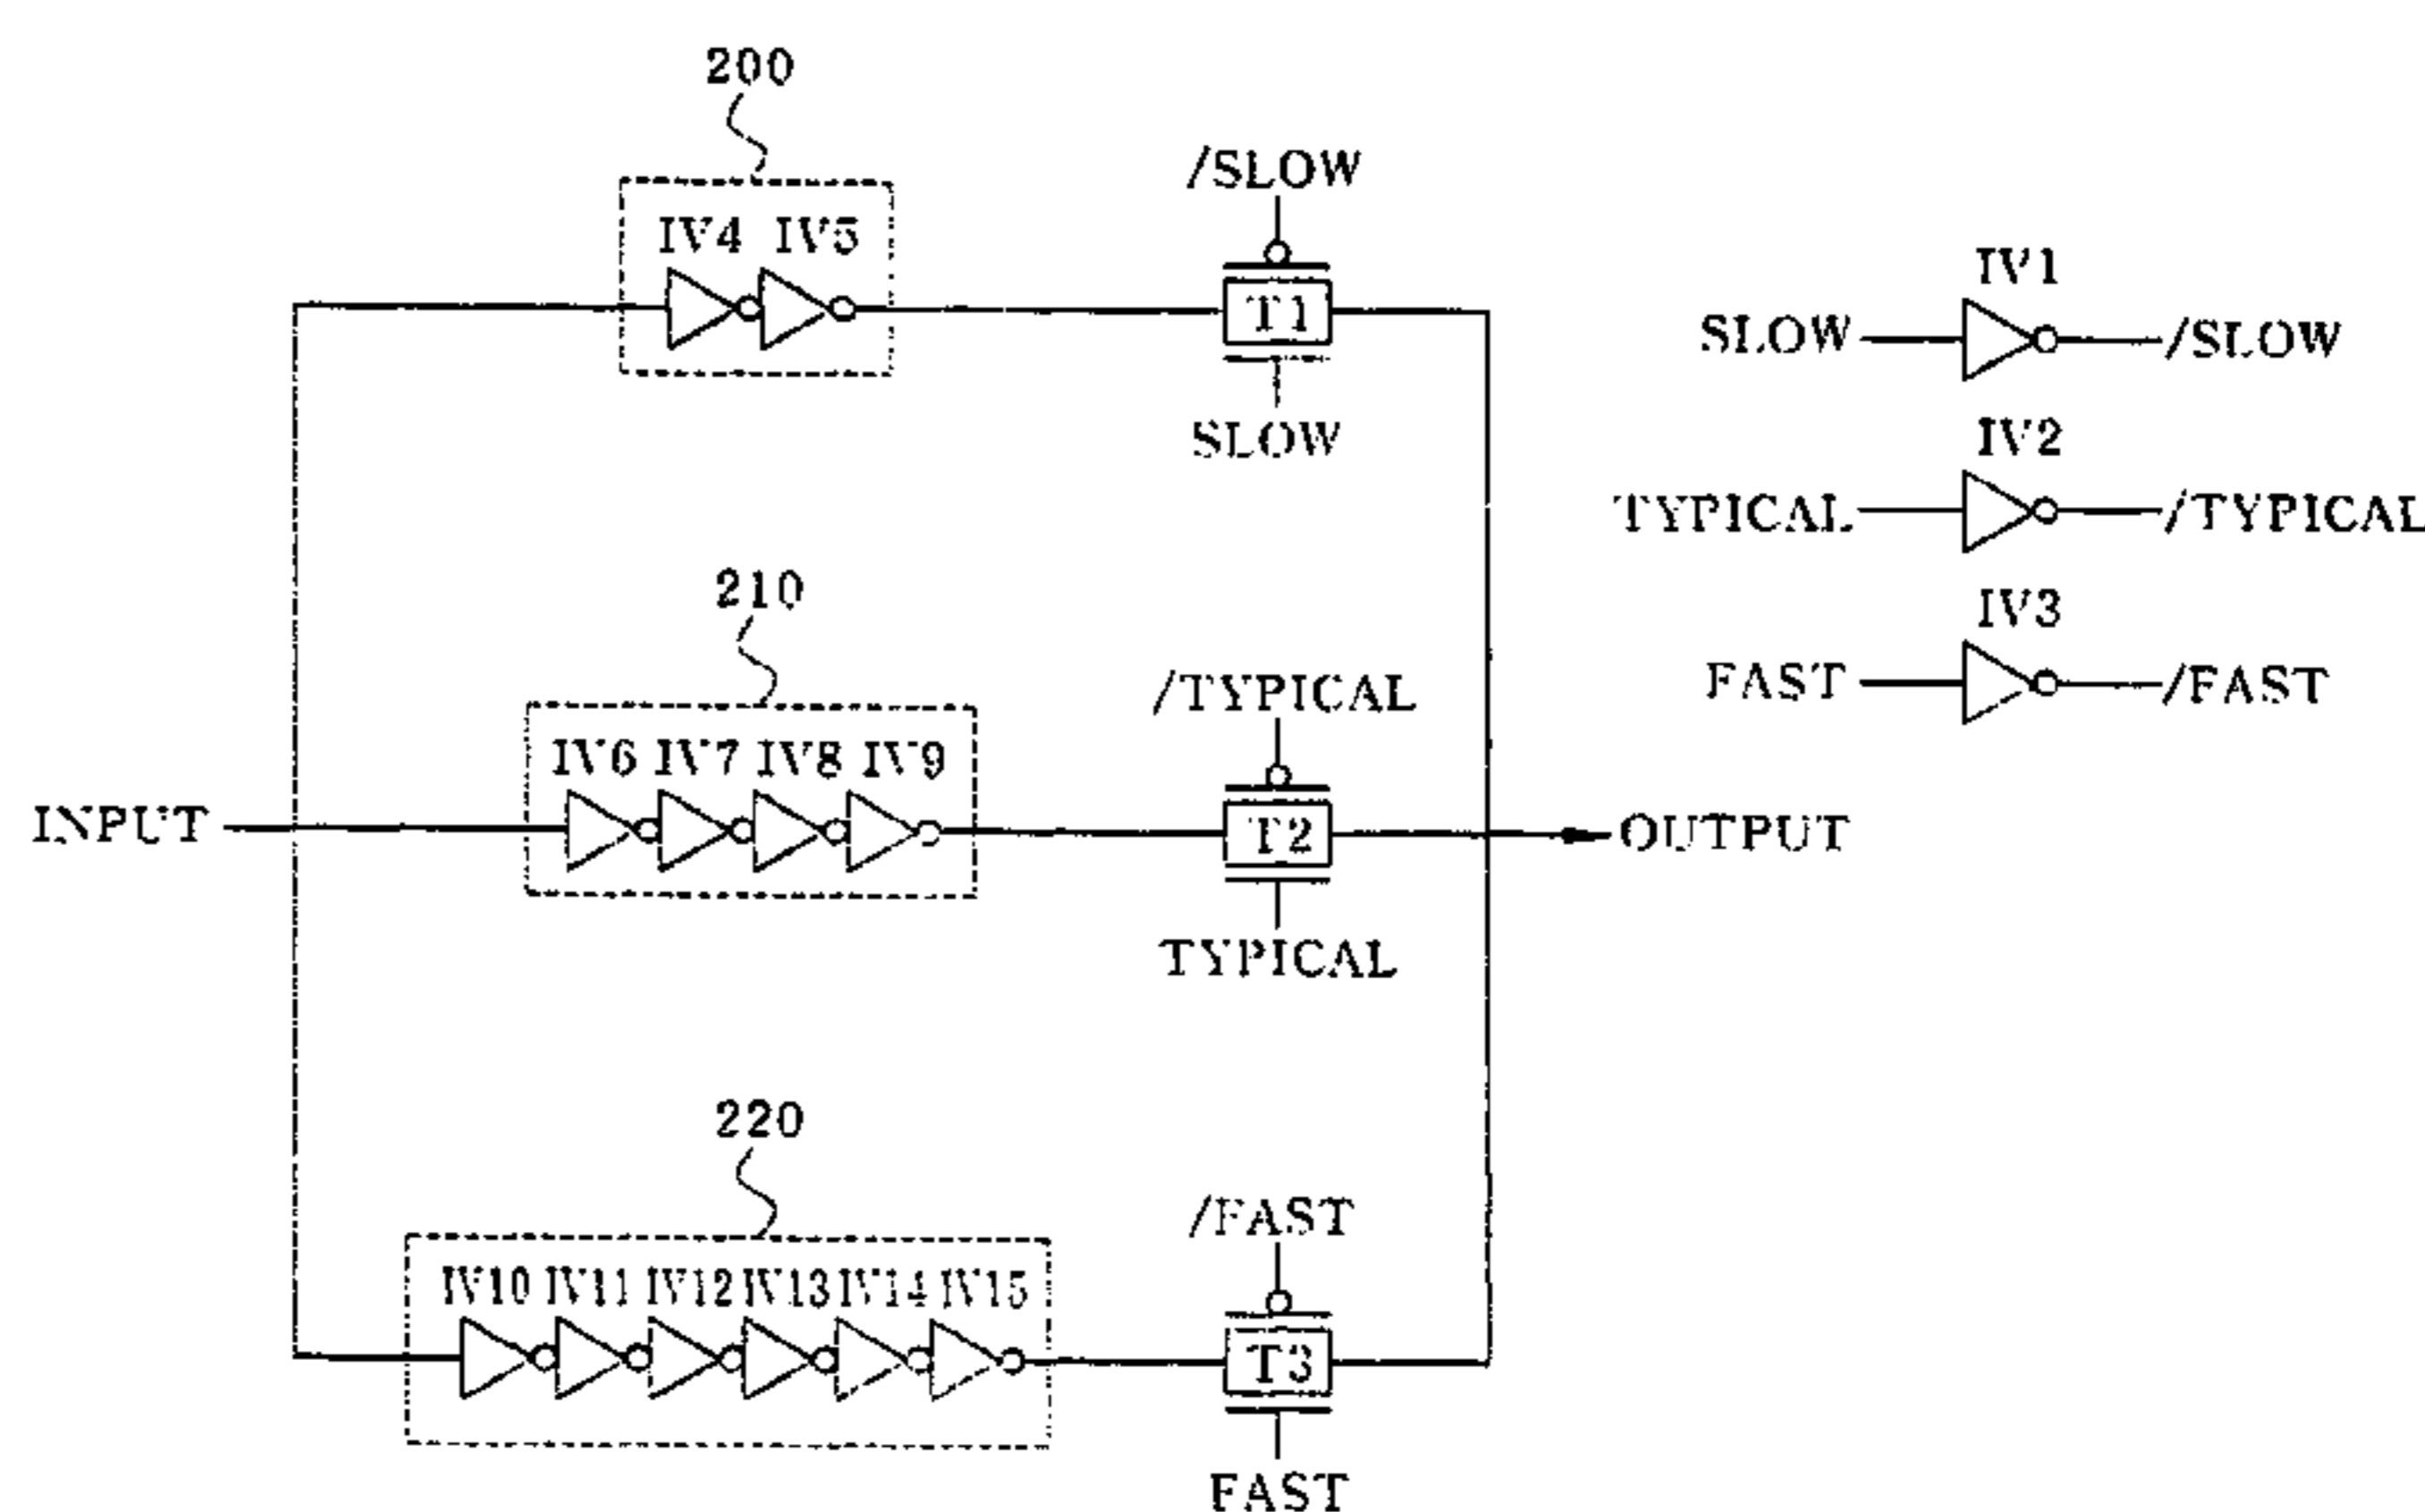 200
/SLOW
IV4 IV5
IV1
T1
SLOW /SLOW
SLOW
IV2
TYPICAL /TYPICAL
210
IV3
/TYPICAL
FAST /FAST
IV6 IV7 IV8 IV9
INPUT
T2
OUTPUT
TYPICAL
220
/FAST
IV10 IV11 IV12 IV13 IV14 IV15
T3
FAST